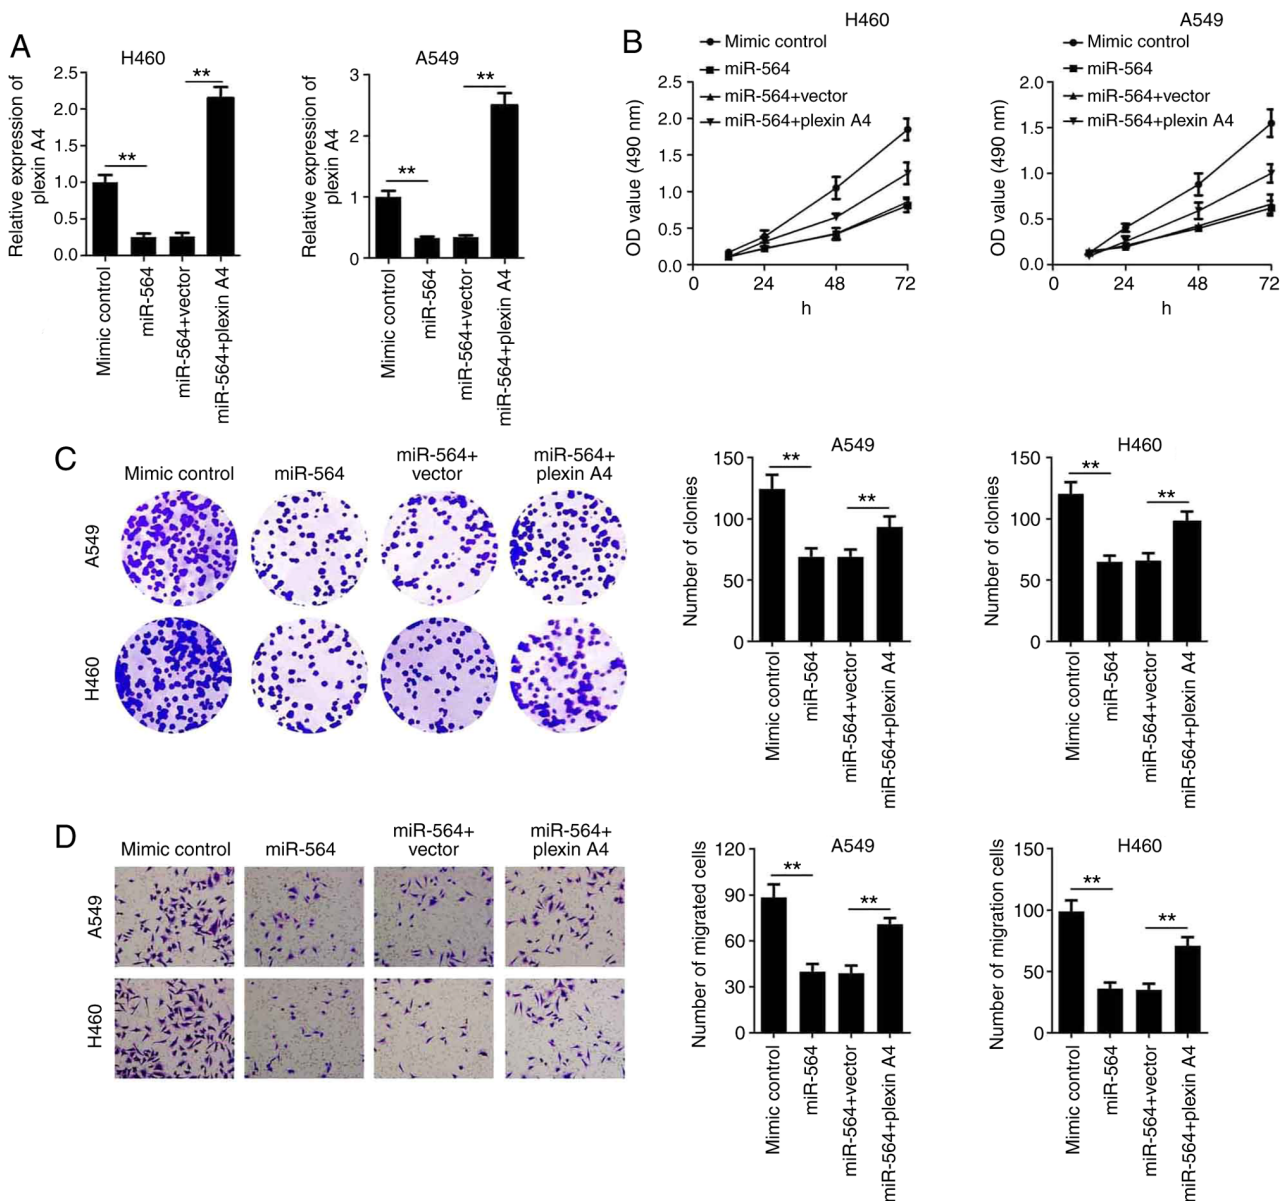 A
H460
Relative expression of
plexin A4
2.5
2.0
1.5
1.0
0.5
0.0
**
**
Mimic control
miR-564
miR-564+vector
miR-564+plexin A4
A549
Relative expression of
plexin A4
3
2
1
0
**
**
Mimic control
miR-564
miR-564+vector
miR-564+plexin A4
B
H460
Mimic control
miR-564
miR-564+vector
miR-564+plexin A4
OD value (490 nm)
2.5
2.0
1.5
1.0
0.5
0.0
0 24 48 72
h
A549
Mimic control
miR-564
miR-564+vector
miR-564+plexin A4
OD value (490 nm)
2.0
1.5
1.0
0.5
0.0
0 24 48 72
h
C
Mimic control
miR-564
miR-564+
vector
miR-564+
plexin A4
A549
H460
A549
Number of clonies
150
100
50
0
**
**
Mimic control
miR-564
miR-564+vector
miR-564+plexin A4
H460
Number of clonies
150
100
50
0
**
**
Mimic control
miR-564
miR-564+vector
miR-564+plexin A4
D
Mimic control
miR-564
miR-564+
vector
miR-564+
plexin A4
A549
H460
A549
Number of migrated cells
120
90
60
30
0
**
**
Mimic control
miR-564
miR-564+vector
miR-564+plexin A4
H460
Number of migration cells
150
100
50
0
**
**
Mimic control
miR-564
miR-564+vector
miR-564+plexin A4